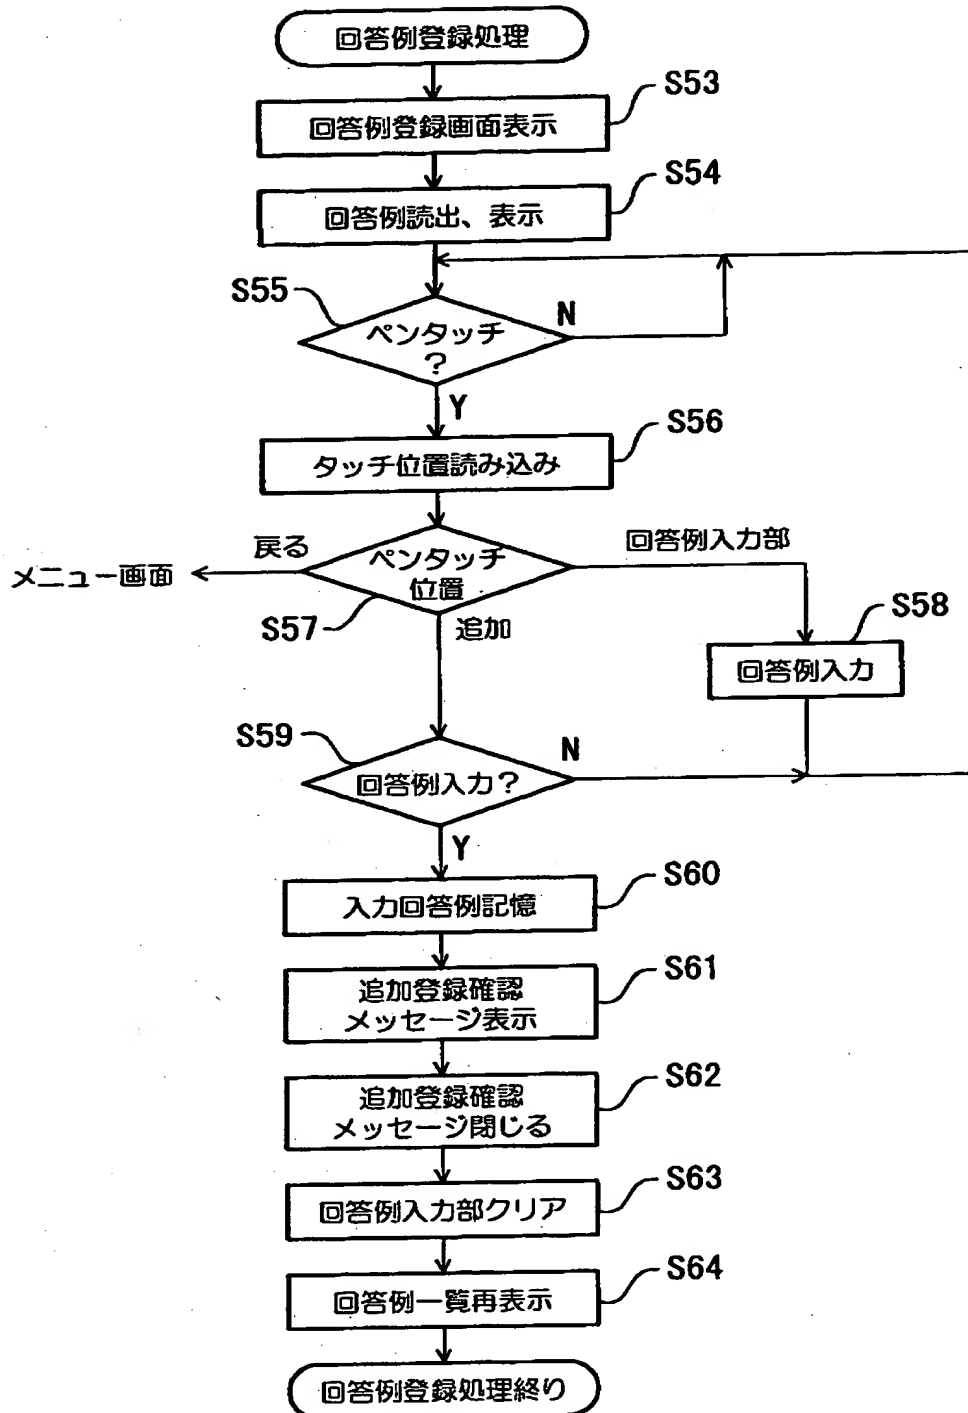 回答例登録処理
S53
回答例登録画面表示
S54
回答例読出、表示
S55
ペンタッチ
?
N
Y
S56
タッチ位置読み込み
戻る
ペンタッチ
位置
回答例入力部
メニュー画面
S57
追加
S58
回答例入力
S59
回答例入力?
N
Y
S60
入力回答例記憶
S61
追加登録確認
メッセージ表示
S62
追加登録確認
メッセージ閉じる
S63
回答例入力部クリア
S64
回答例一覧再表示
回答例登録処理終り